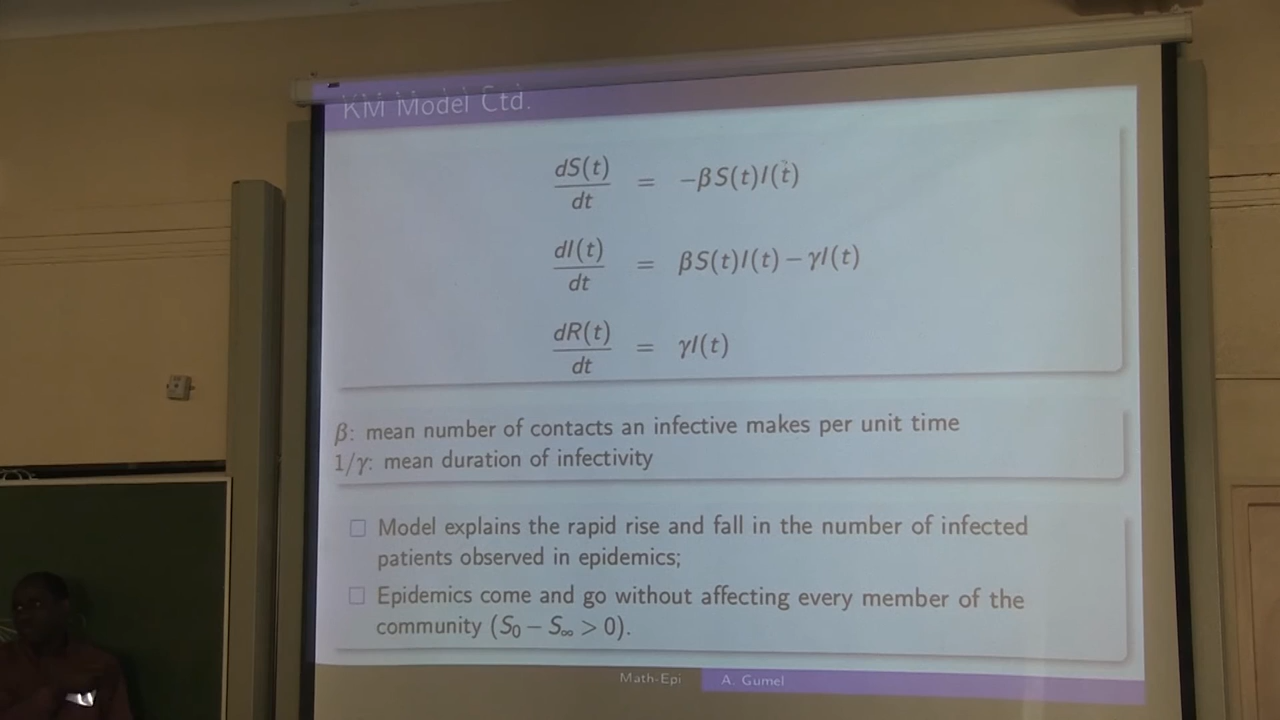 KM Model Ctd.
dS(t)/dt = −βS(t)I(t)
dI(t)/dt = βS(t)I(t) − γI(t)
dR(t)/dt = γI(t)
β: mean number of contacts an infective makes per unit time
1/γ: mean duration of infectivity
□ Model explains the rapid rise and fall in the number of infected
patients observed in epidemics;
□ Epidemics come and go without affecting every member of the
community (S₀ − S∞ > 0).
Math-Epi A. Gumel